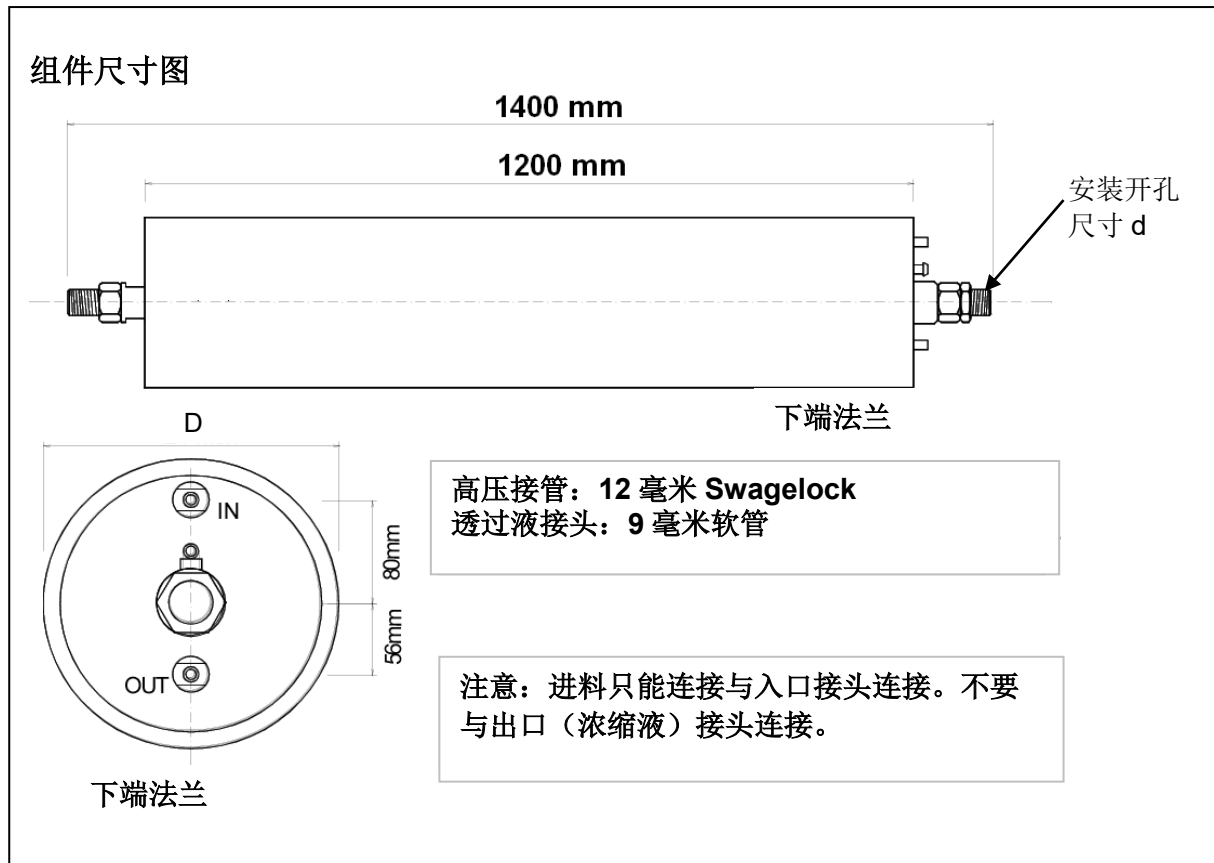 组件尺寸图
1400 mm
1200 mm
安装开孔
尺寸 d
下端法兰
D
IN
80mm
56mm
OUT
下端法兰
高压接管：12 毫米 Swagelock
透过液接头：9 毫米软管
注意：进料只能连接与入口接头连接。不要
与出口（浓缩液）接头连接。